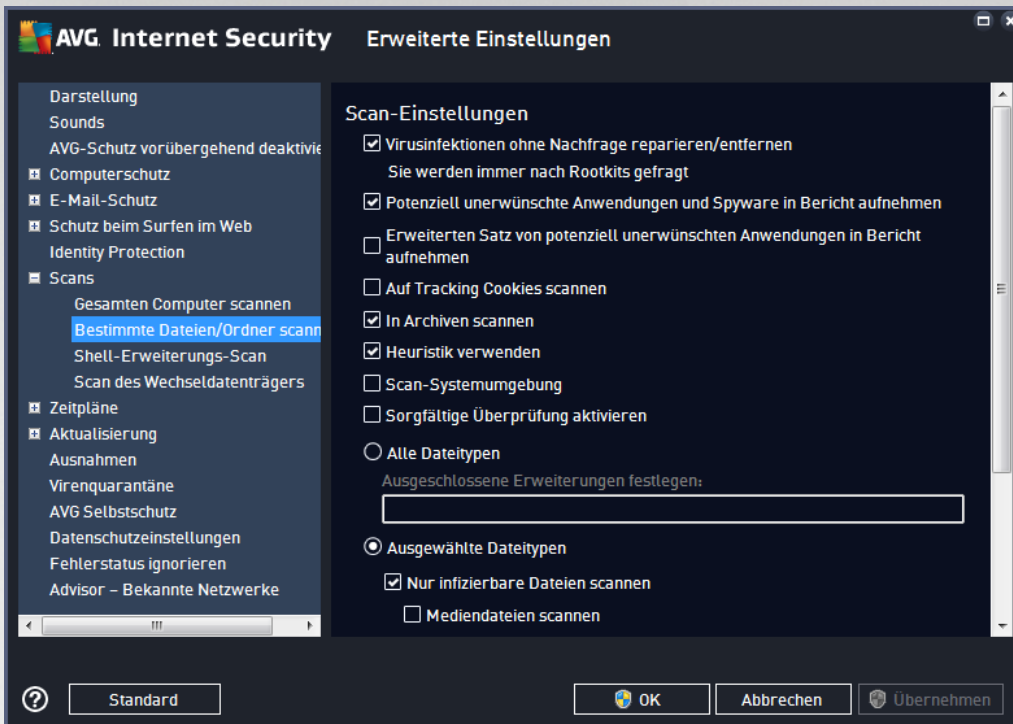 AVG Internet Security Erweiterte Einstellungen
Darstellung
Sounds
AVG-Schutz vorübergehend deaktivie
Computerschutz
E-Mail-Schutz
Schutz beim Surfen im Web
Identity Protection
Scans
Gesamten Computer scannen
Bestimmte Dateien/Ordner scann
Shell-Erweiterungs-Scan
Scan des Wechseldatenträgers
Zeitpläne
Aktualisierung
Ausnahmen
Virenquarantäne
AVG Selbstschutz
Datenschutzeinstellungen
Fehlerstatus ignorieren
Advisor – Bekannte Netzwerke
Scan-Einstellungen
Virusinfektionen ohne Nachfrage reparieren/entfernen
Sie werden immer nach Rootkits gefragt
Potenziell unerwünschte Anwendungen und Spyware in Bericht aufnehmen
Erweiterten Satz von potenziell unerwünschten Anwendungen in Bericht
aufnehmen
Auf Tracking Cookies scannen
In Archiven scannen
Heuristik verwenden
Scan-Systemumgebung
Sorgfältige Überprüfung aktivieren
Alle Dateitypen
Ausgeschlossene Erweiterungen festlegen:
Ausgewählte Dateitypen
Nur infizierbare Dateien scannen
Mediendateien scannen
Standard
OK
Abbrechen
Übernehmen